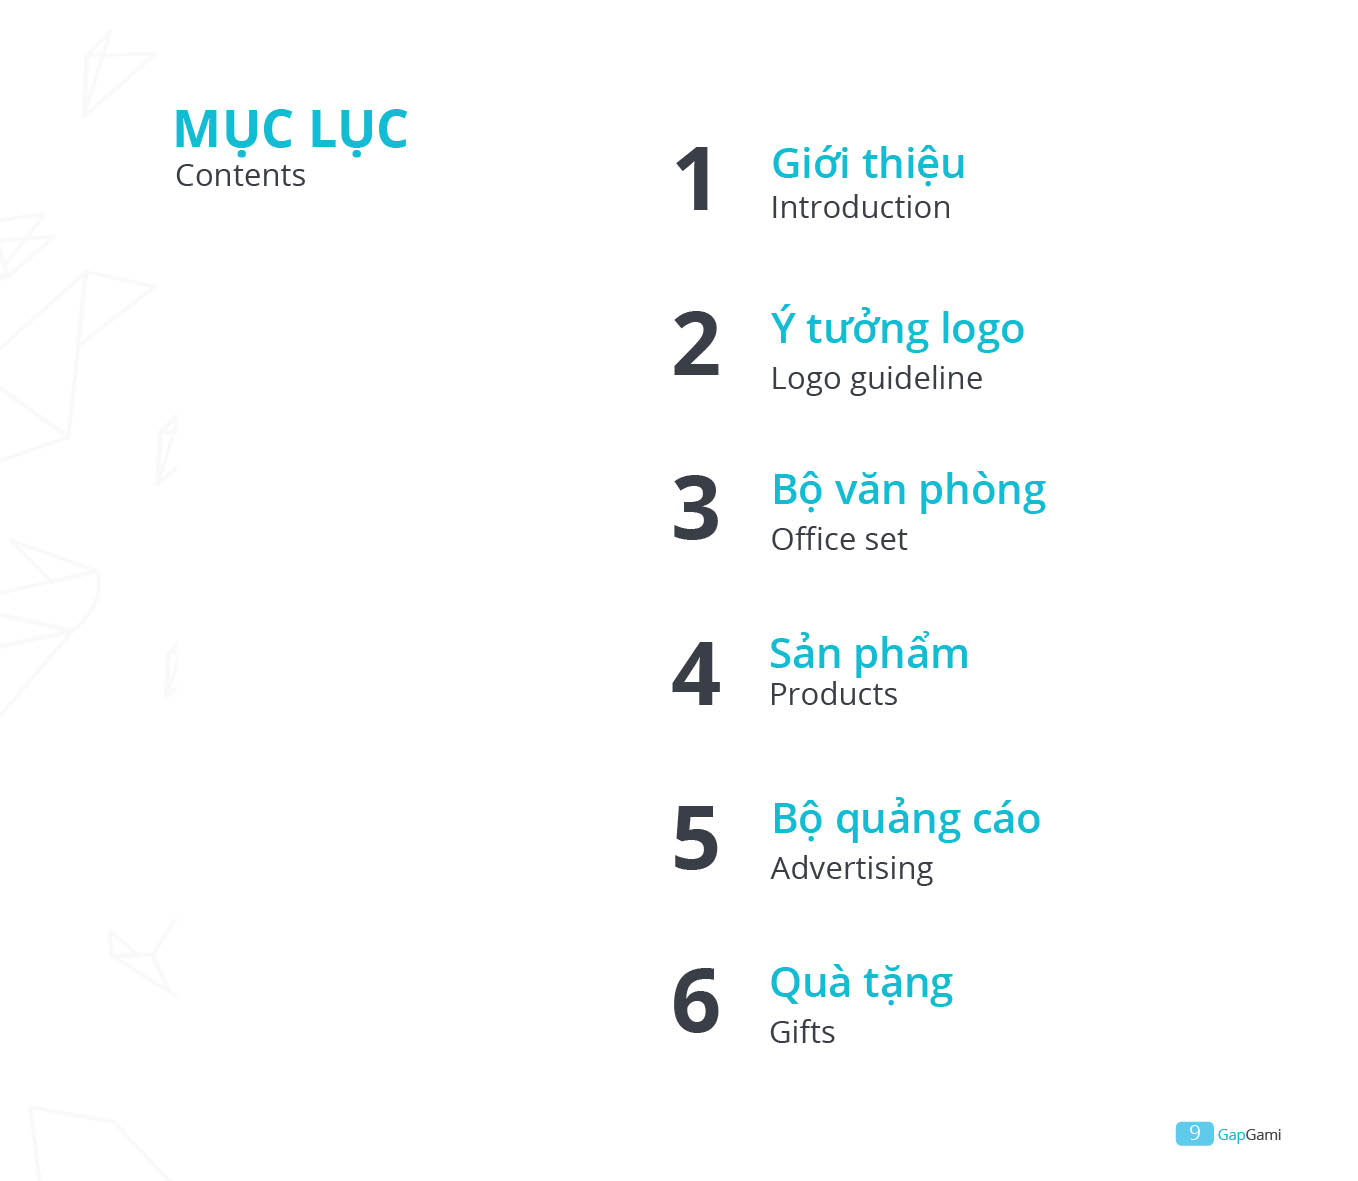 MỤC LỤC
Contents
1
Giới thiệu
Introduction
2
Ý tưởng logo
Logo guideline
3
Bộ văn phòng
Office set
4
Sản phẩm
Products
5
Bộ quảng cáo
Advertising
6
Quà tặng
Gifts
9 GapGami